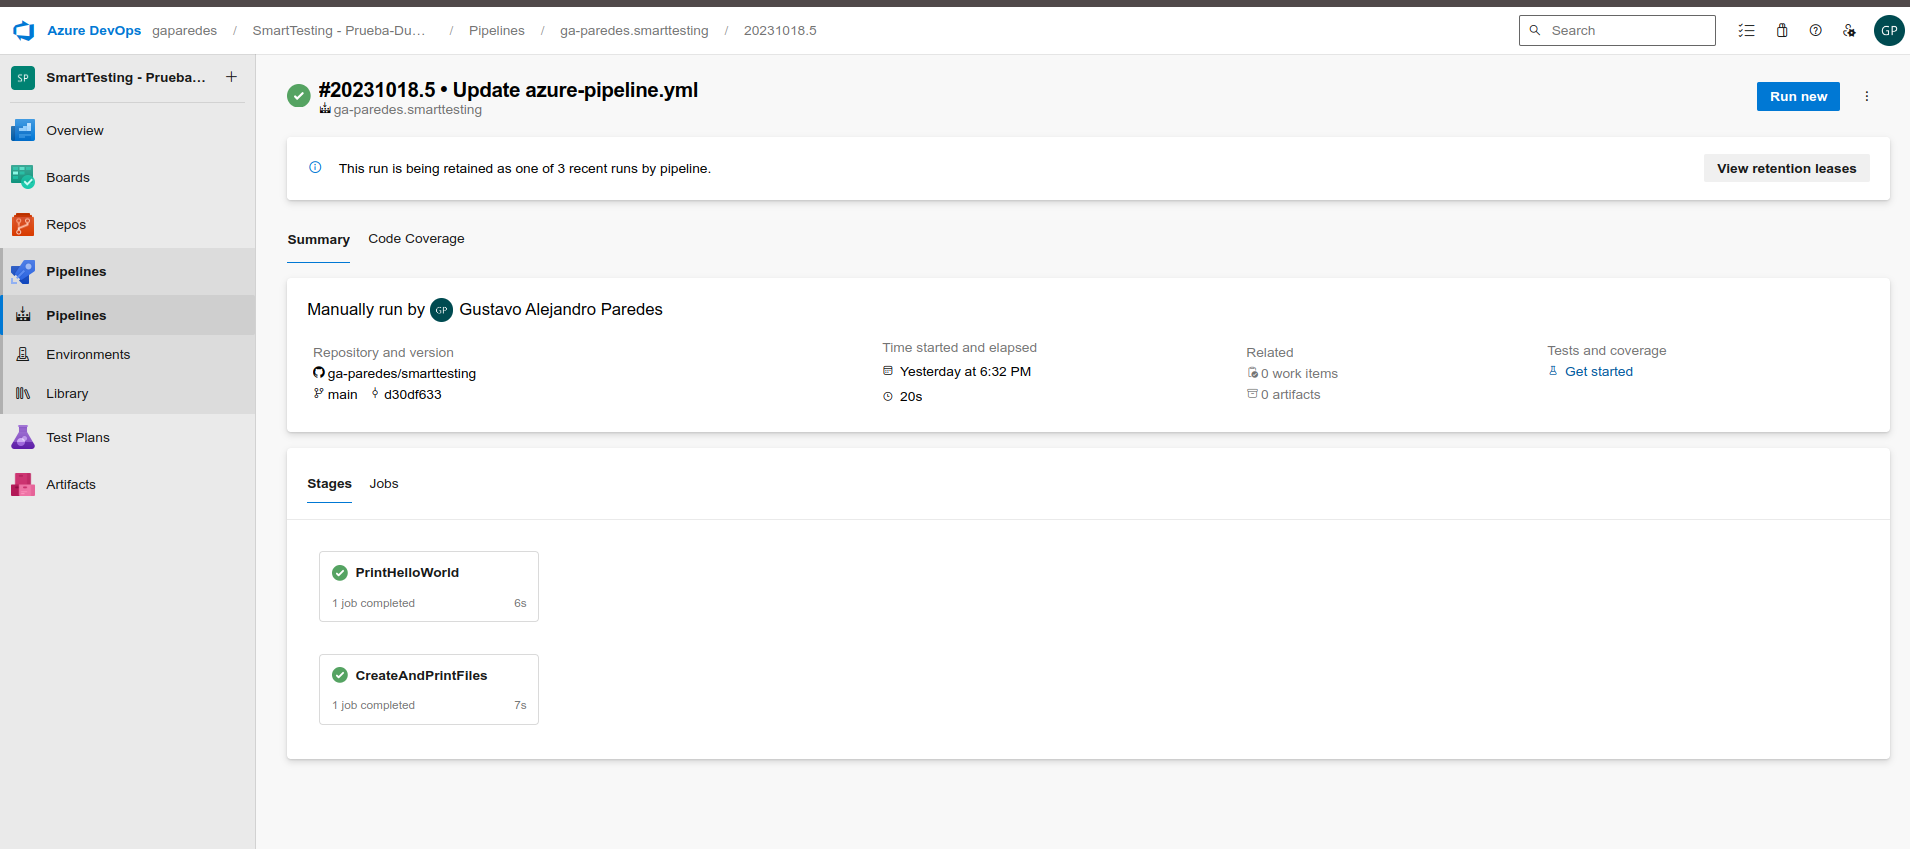 Azure DevOps gaparedes / SmartTesting - Prueba-Du... / Pipelines / ga-paredes.smarttesting / 20231018.5
Search
GP
SP SmartTesting - Prueba... +
Overview
Boards
Repos
Pipelines
Pipelines
Environments
Library
Test Plans
Artifacts
#20231018.5 • Update azure-pipeline.yml
ga-paredes.smarttesting
Run new
This run is being retained as one of 3 recent runs by pipeline.
View retention leases
Summary Code Coverage
Manually run by GP Gustavo Alejandro Paredes
Repository and version
ga-paredes/smarttesting
main d30df633
Time started and elapsed
Yesterday at 6:32 PM
20s
Related
0 work items
0 artifacts
Tests and coverage
Get started
Stages Jobs
PrintHelloWorld
1 job completed 6s
CreateAndPrintFiles
1 job completed 7s